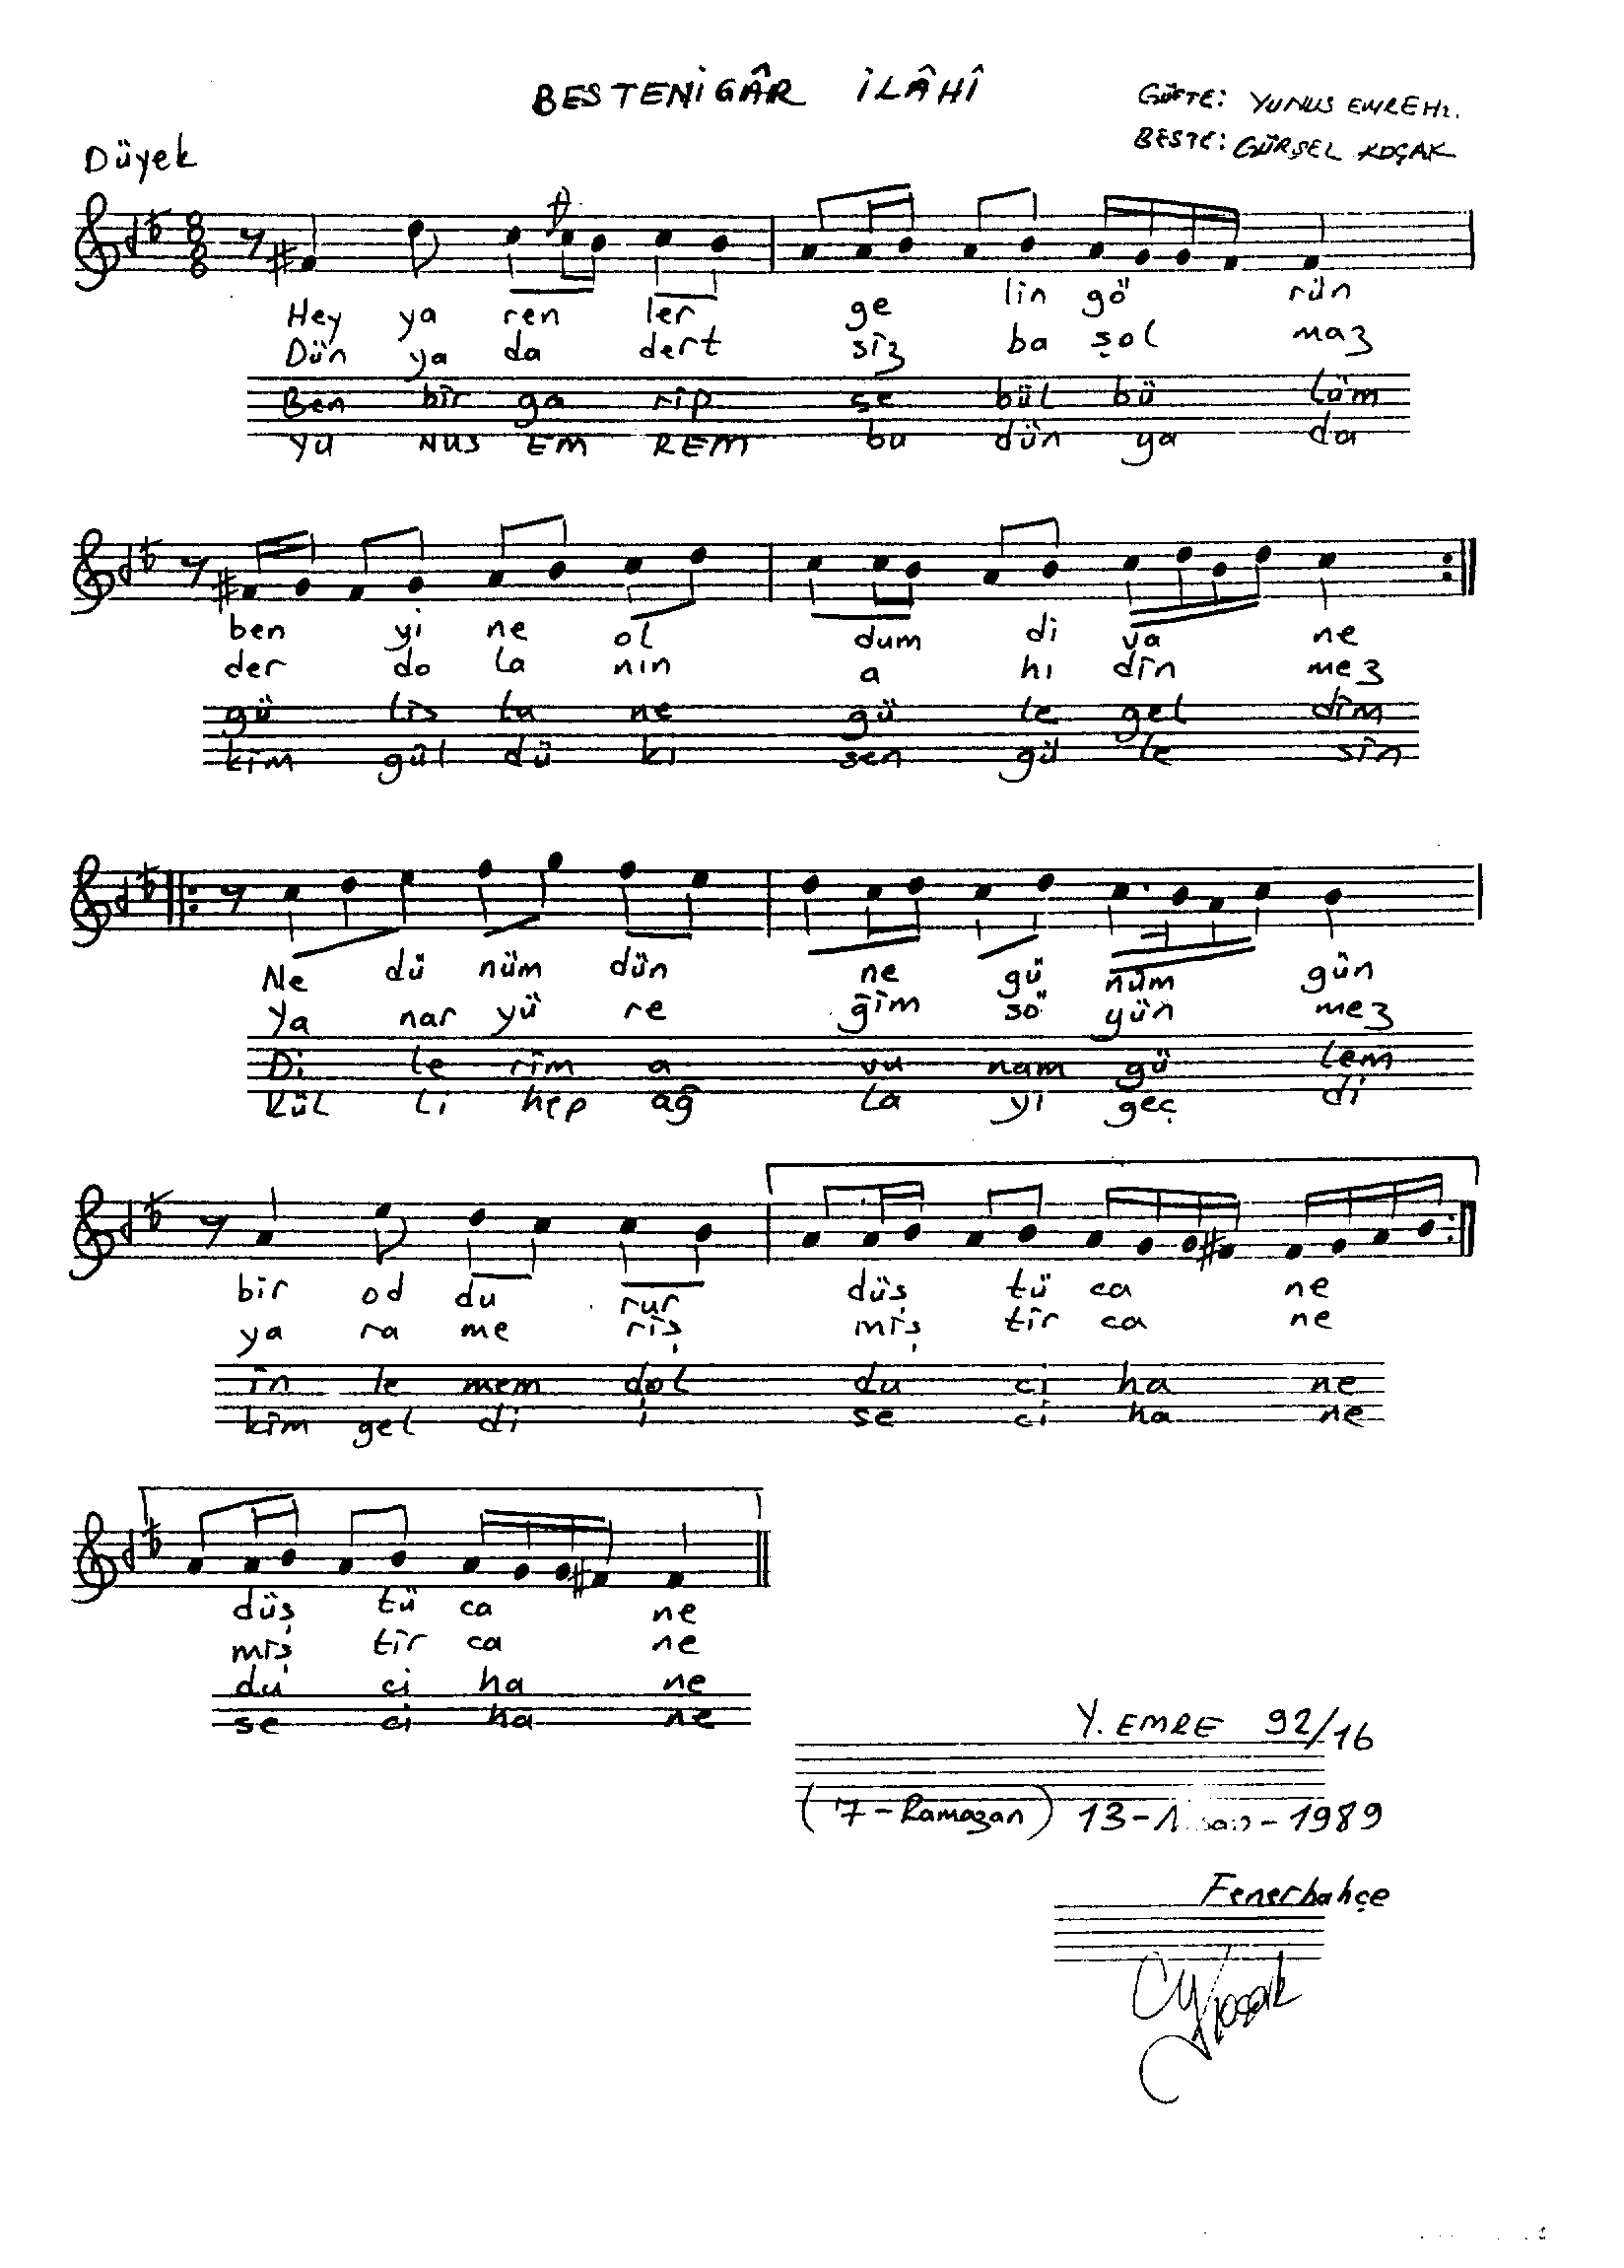 BESTENİGÂR İLÂHÎ
GÜFTE: YUNUS EMRE Hz.
BESTE: GÜRSEL KOÇAK
Düyek
8
8
6
Hey ya ren ler ge lin gö rün
Dün ya da dert siz ba şol maz
Ben bir ga rip şe bül bü lüm
YU NUS EM REM bu dün ya da
ben yi ne ol dum di va ne
der do la nın a hı din mez
gü lis ta ne gü le gel dim
kim gül dü ki sen gü le sin
Ne dü nüm dün ne gü nüm gün
Ya nar yü re ğim sö yün mez
Di le rim a vu nam gü lem
Kül li hep ağ la yi geç di
bir od du rur düş tü ca ne
ya ra me riş miş tir ca ne
in le mem dol du ci ha ne
kim gel di i se ci ha ne
düş tü ca ne
miş tir ca ne
du ci ha ne
se ci ha ne
Y. EMRE 92/16
(7-Ramazan) 13- -1989
Fenerbahçe
Koçak